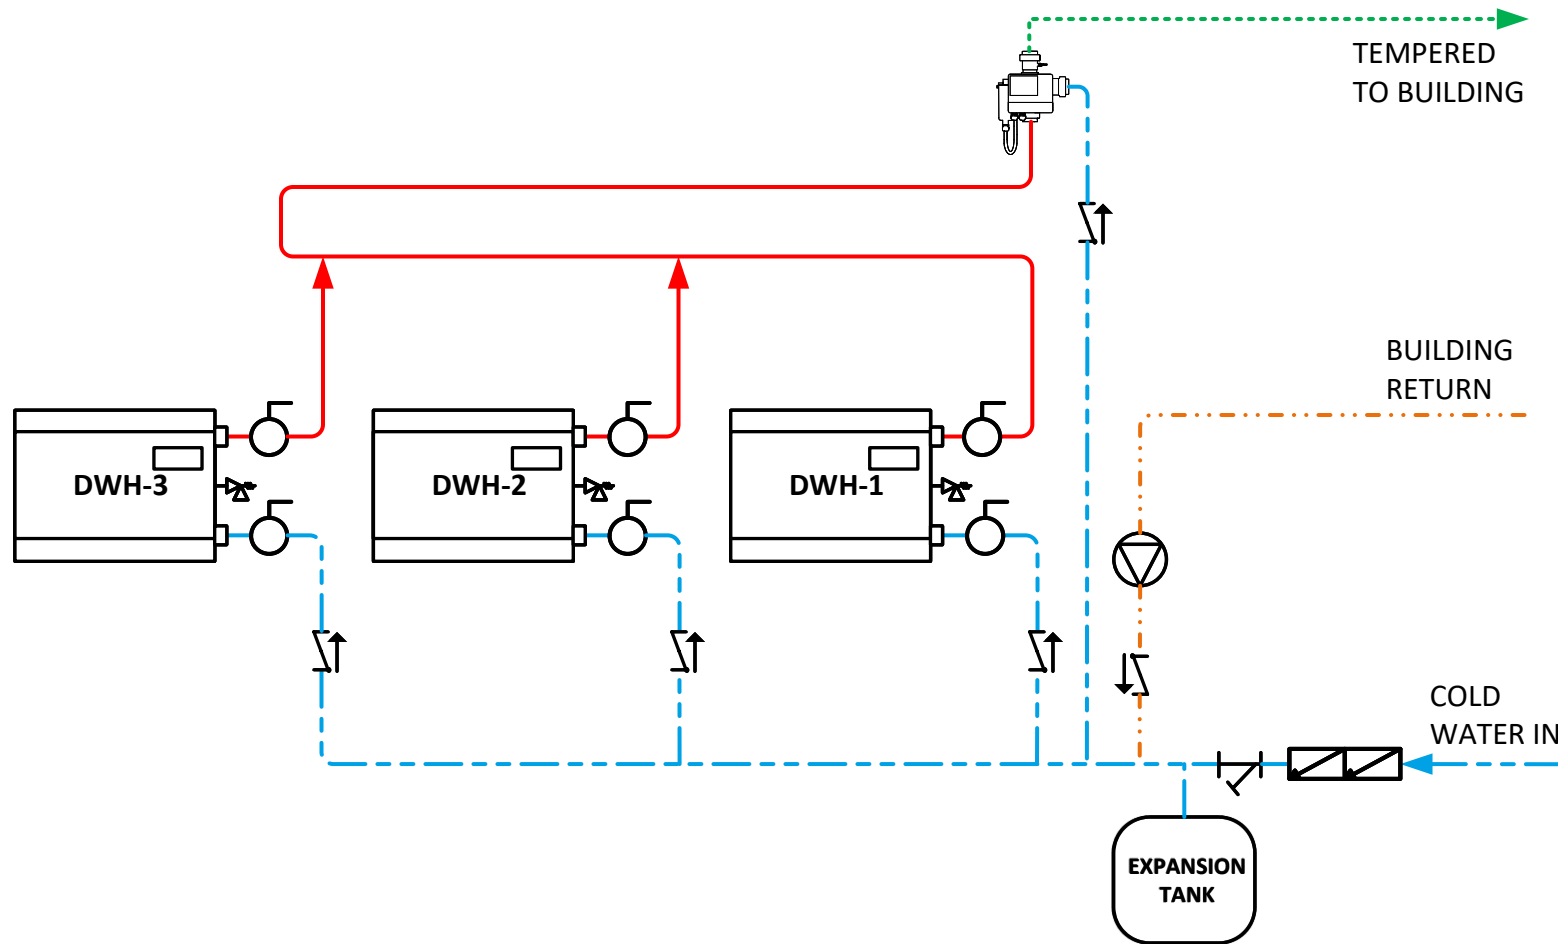 TEMPERED
TO BUILDING
BUILDING
RETURN
DWH-3
DWH-2
DWH-1
COLD
WATER IN
EXPANSION
TANK